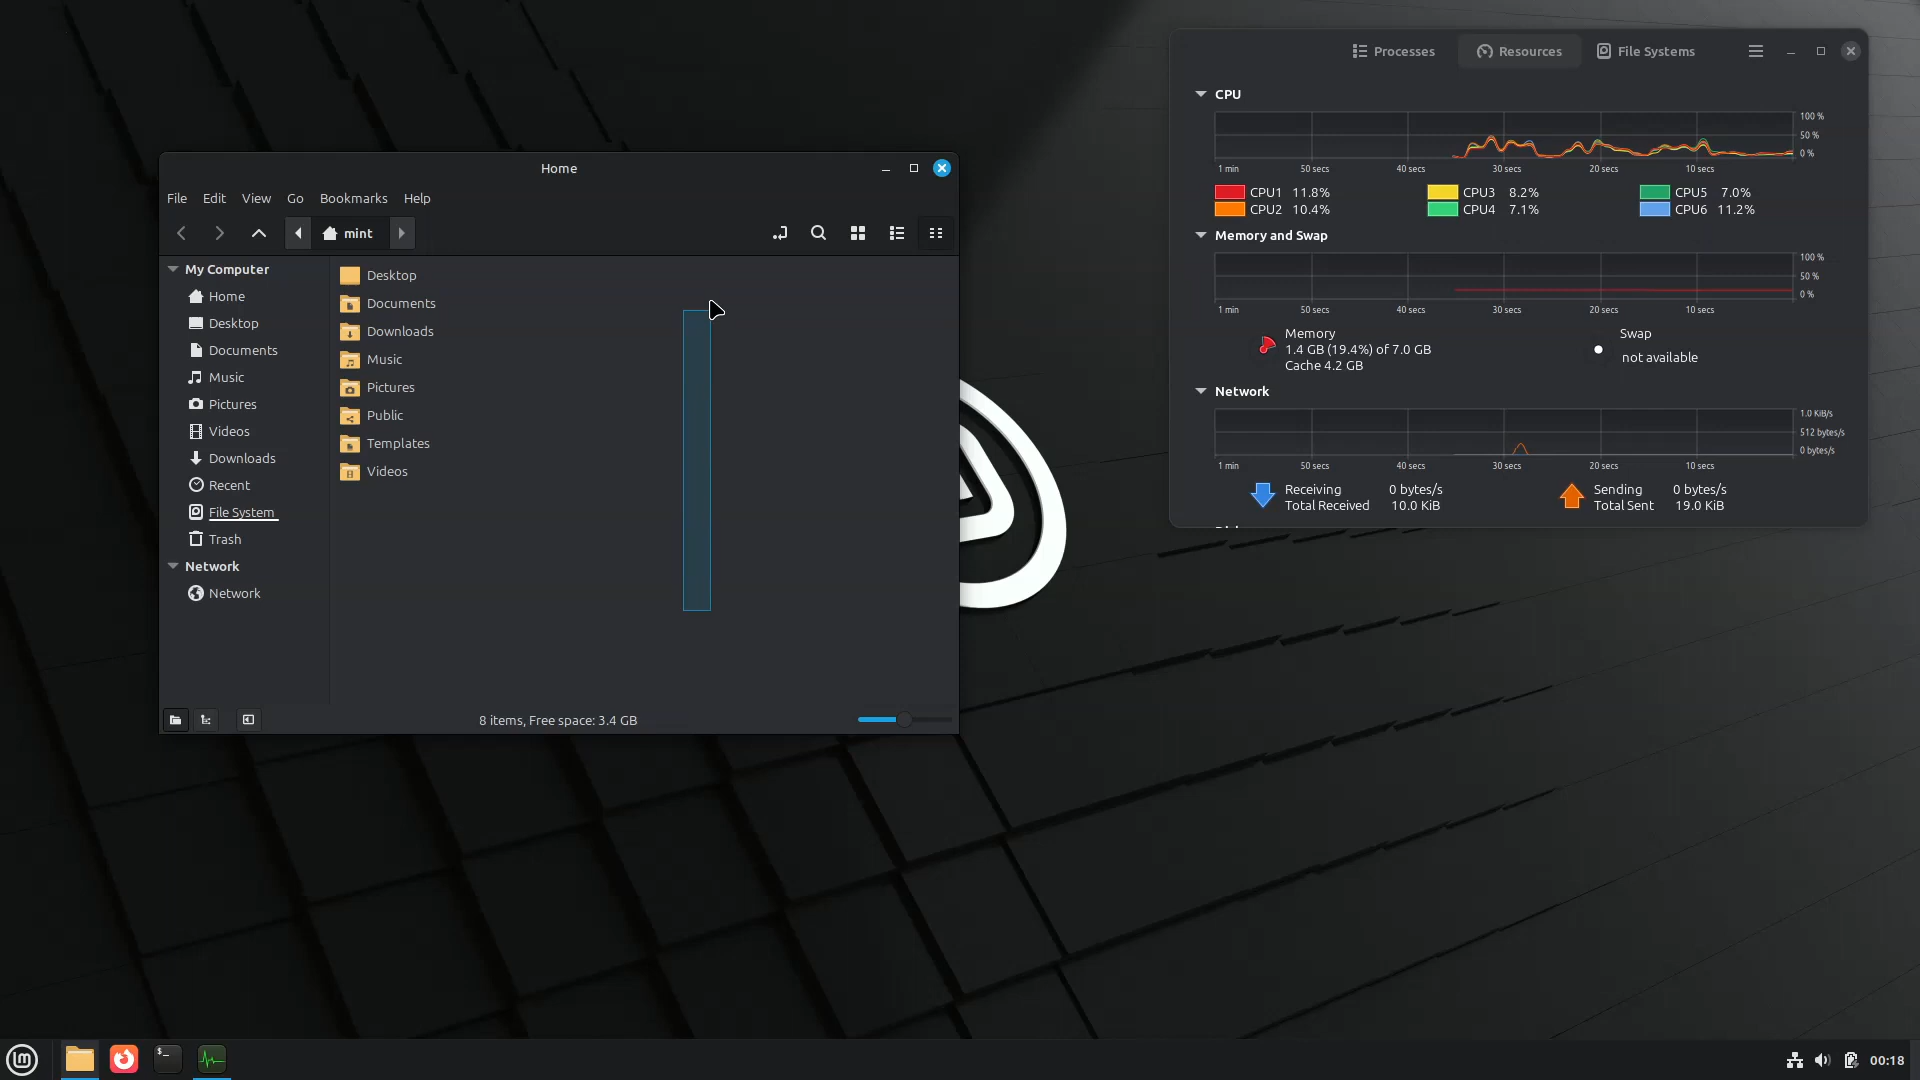 Processes
Resources
File Systems
CPU
100 %
50 %
0 %
1 min 50 secs 40 secs 30 secs 20 secs 10 secs
CPU1 11.8% CPU3 8.2% CPU5 7.0%
CPU2 10.4% CPU4 7.1% CPU6 11.2%
Memory and Swap
100 %
50 %
0 %
1 min 50 secs 40 secs 30 secs 20 secs 10 secs
Memory
1.4 GB (19.4%) of 7.0 GB
Cache 4.2 GB
Swap
not available
Network
1.0 KiB/s
512 bytes/s
0 bytes/s
1 min 50 secs 40 secs 30 secs 20 secs 10 secs
Receiving 0 bytes/s Sending 0 bytes/s
Total Received 10.0 KiB Total Sent 19.0 KiB
Home
File Edit View Go Bookmarks Help
mint
My Computer
Home
Desktop
Documents
Music
Pictures
Videos
Downloads
Recent
File System
Trash
Network
Network
Desktop
Documents
Downloads
Music
Pictures
Public
Templates
Videos
8 items, Free space: 3.4 GB
$_
00:18